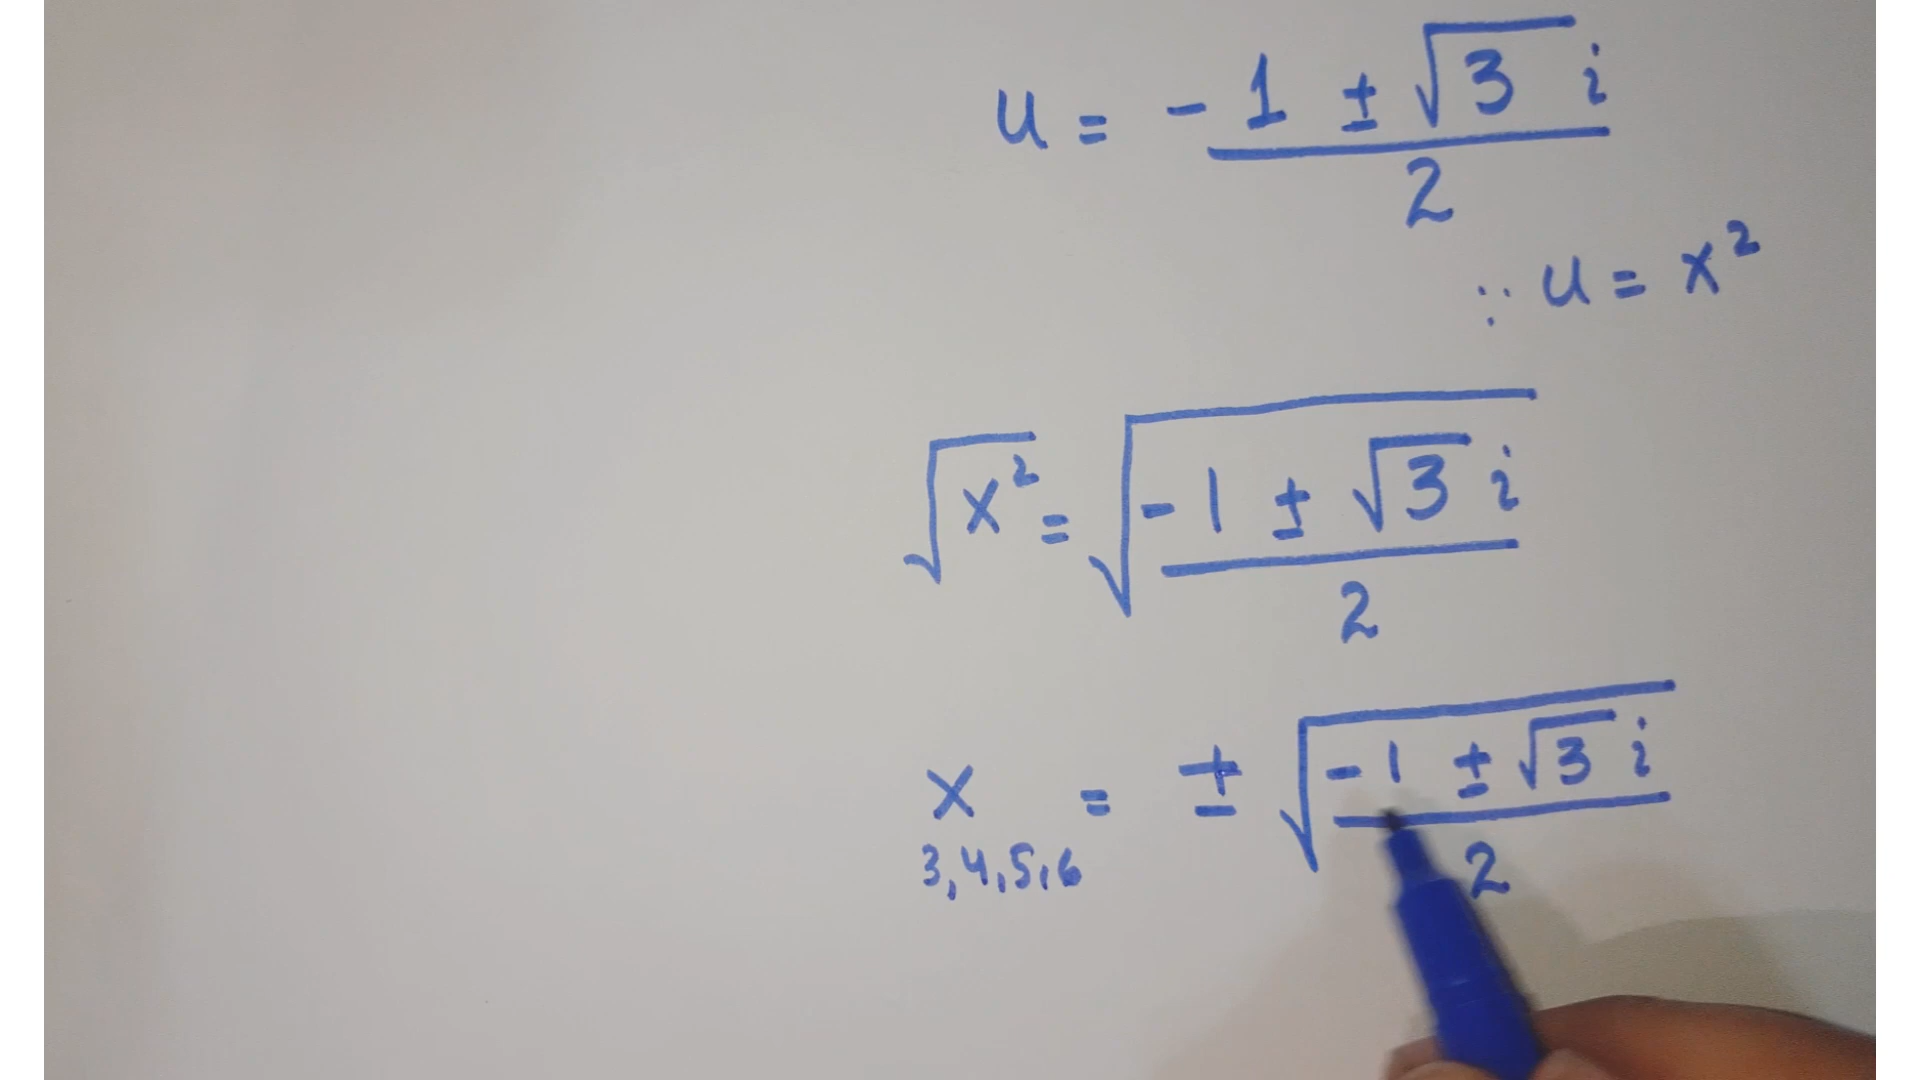 u = -1 ± √3 i
2
∵ u = x²
√x² = √-1 ± √3 i
2
x = ± √-1 ± √3 i
3,4,5,6 2